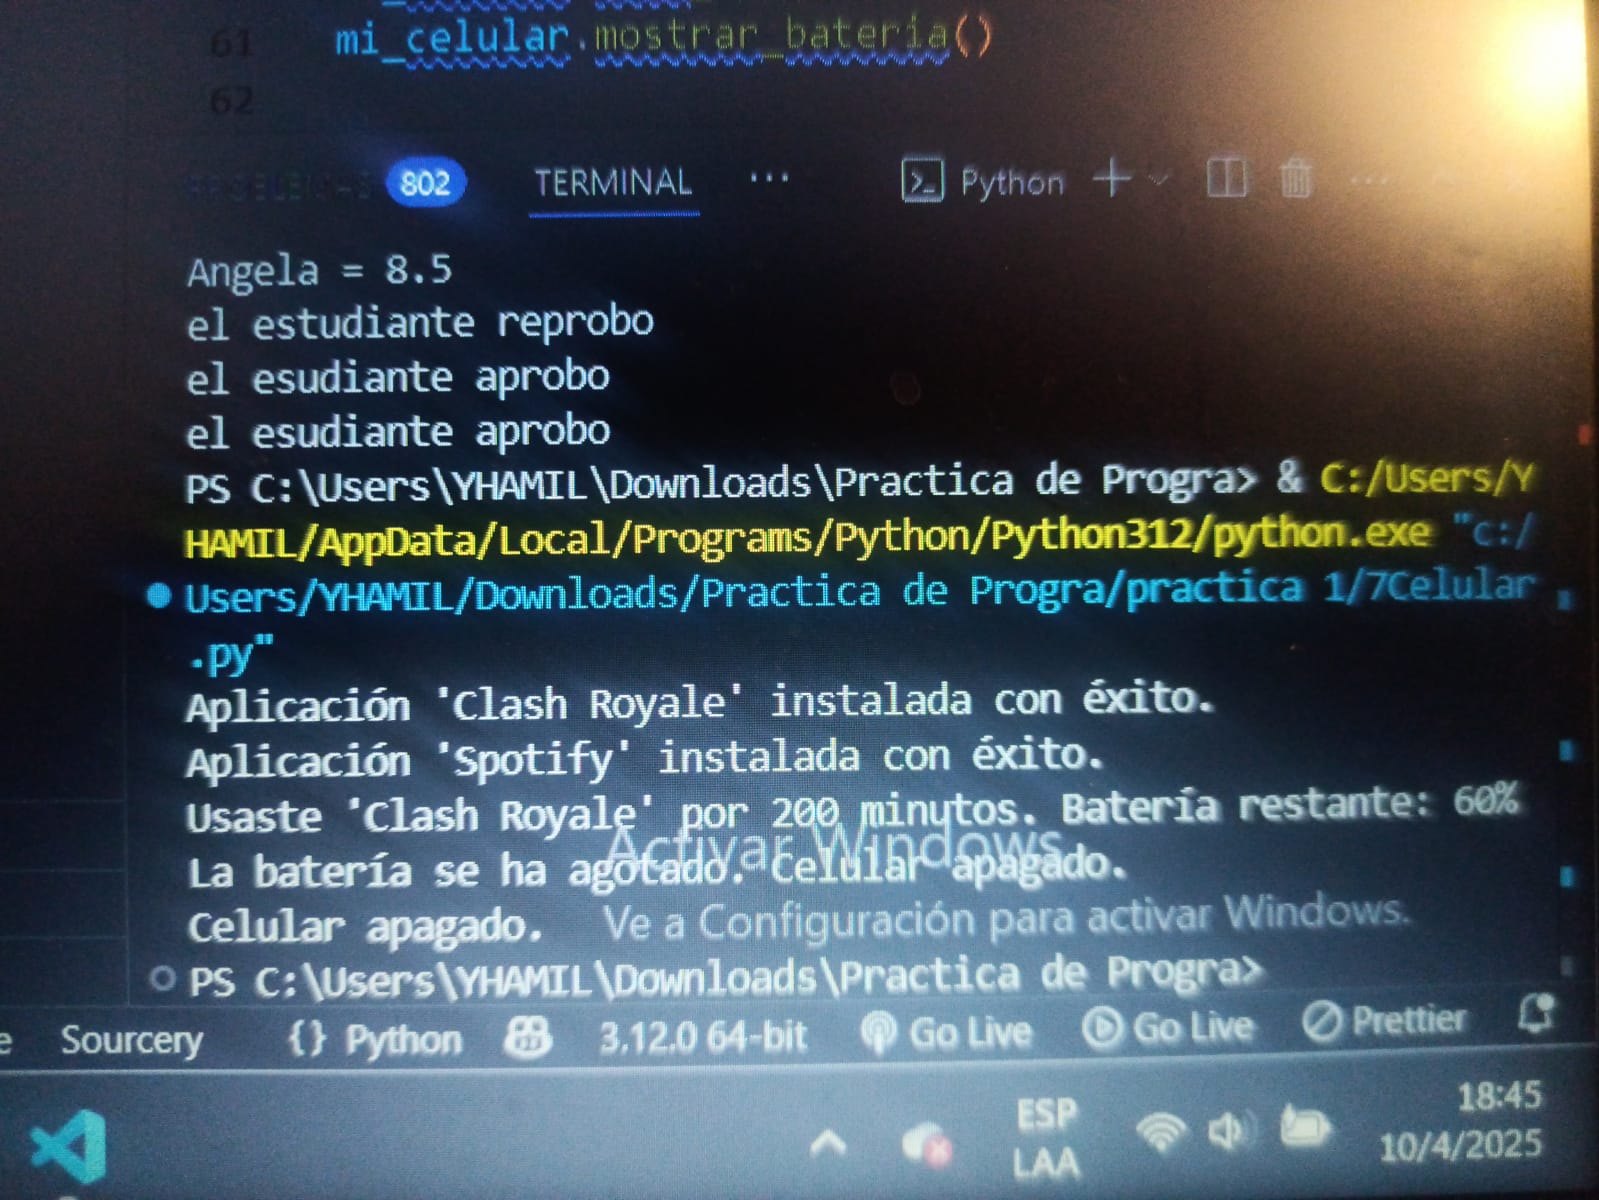 61 mi_celular.mostrar_bateria()
62
802 TERMINAL ... Python
Angela = 8.5
el estudiante reprobo
el esudiante aprobo
el esudiante aprobo
PS C:\Users\YHAMIL\Downloads\Practica de Progra> & C:/Users/Y
HAMIL/AppData/Local/Programs/Python/Python312/python.exe "c:/
Users/YHAMIL/Downloads/Practica de Progra/practica 1/7Celular
.py"
Aplicación 'Clash Royale' instalada con éxito.
Aplicación 'Spotify' instalada con éxito.
Usaste 'Clash Royale' por 200 minutos. Batería restante: 60%
Activar Windows
La batería se ha agotado. Celular apagado.
Celular apagado. Ve a Configuración para activar Windows.
PS C:\Users\YHAMIL\Downloads\Practica de Progra>
Sourcery {} Python 3.12.0 64-bit Go Live Go Live Prettier
ESP 18:45
LAA 10/4/2025